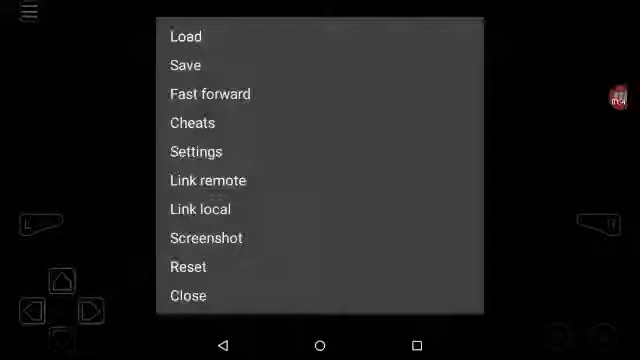 Load
Save
Fast forward
Cheats
Settings
Link remote
Link local
Screenshot
Reset
Close
L
R